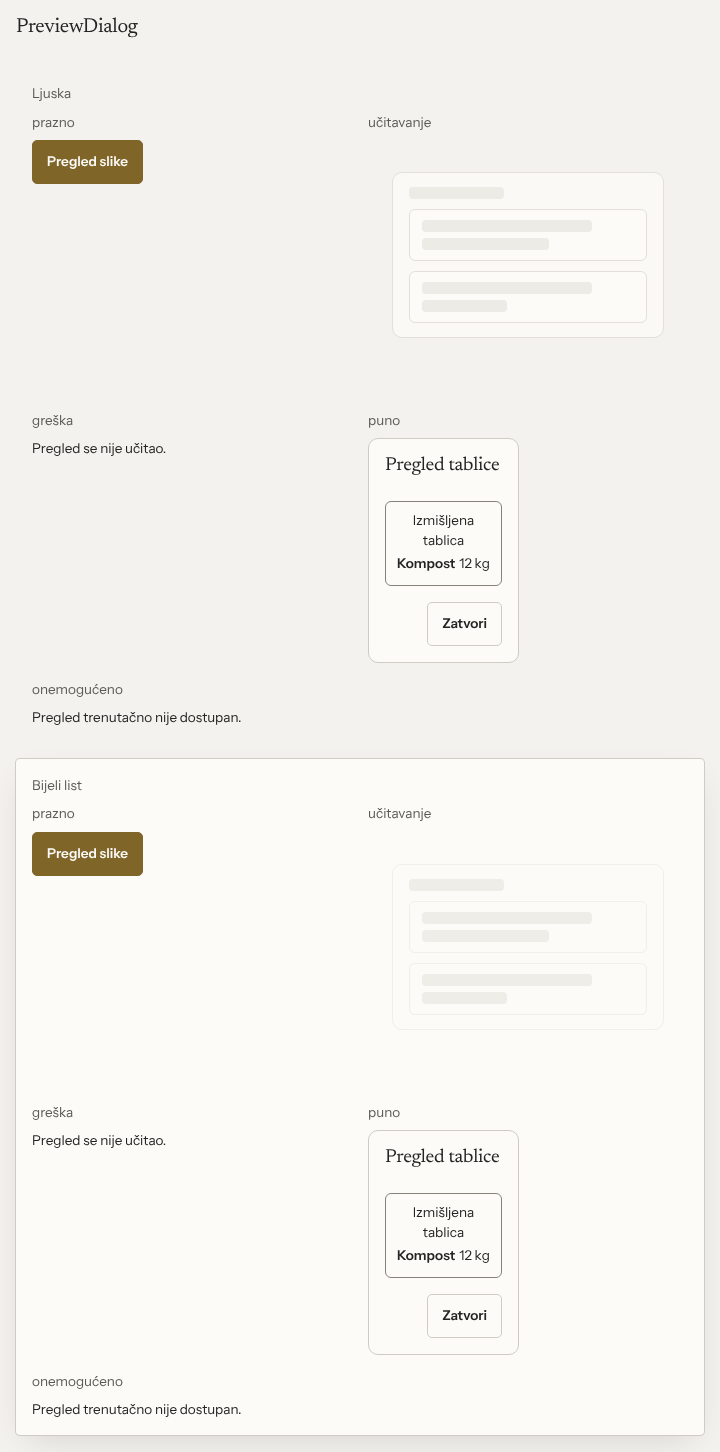 PreviewDialog
Ljuska
prazno
učitavanje
Pregled slike
greška
puno
Pregled se nije učitao.
Pregled tablice
Izmišljena
tablica
Kompost 12 kg
Zatvori
onemogućeno
Pregled trenutačno nije dostupan.
Bijeli list
prazno
učitavanje
Pregled slike
greška
puno
Pregled se nije učitao.
Pregled tablice
Izmišljena
tablica
Kompost 12 kg
Zatvori
onemogućeno
Pregled trenutačno nije dostupan.